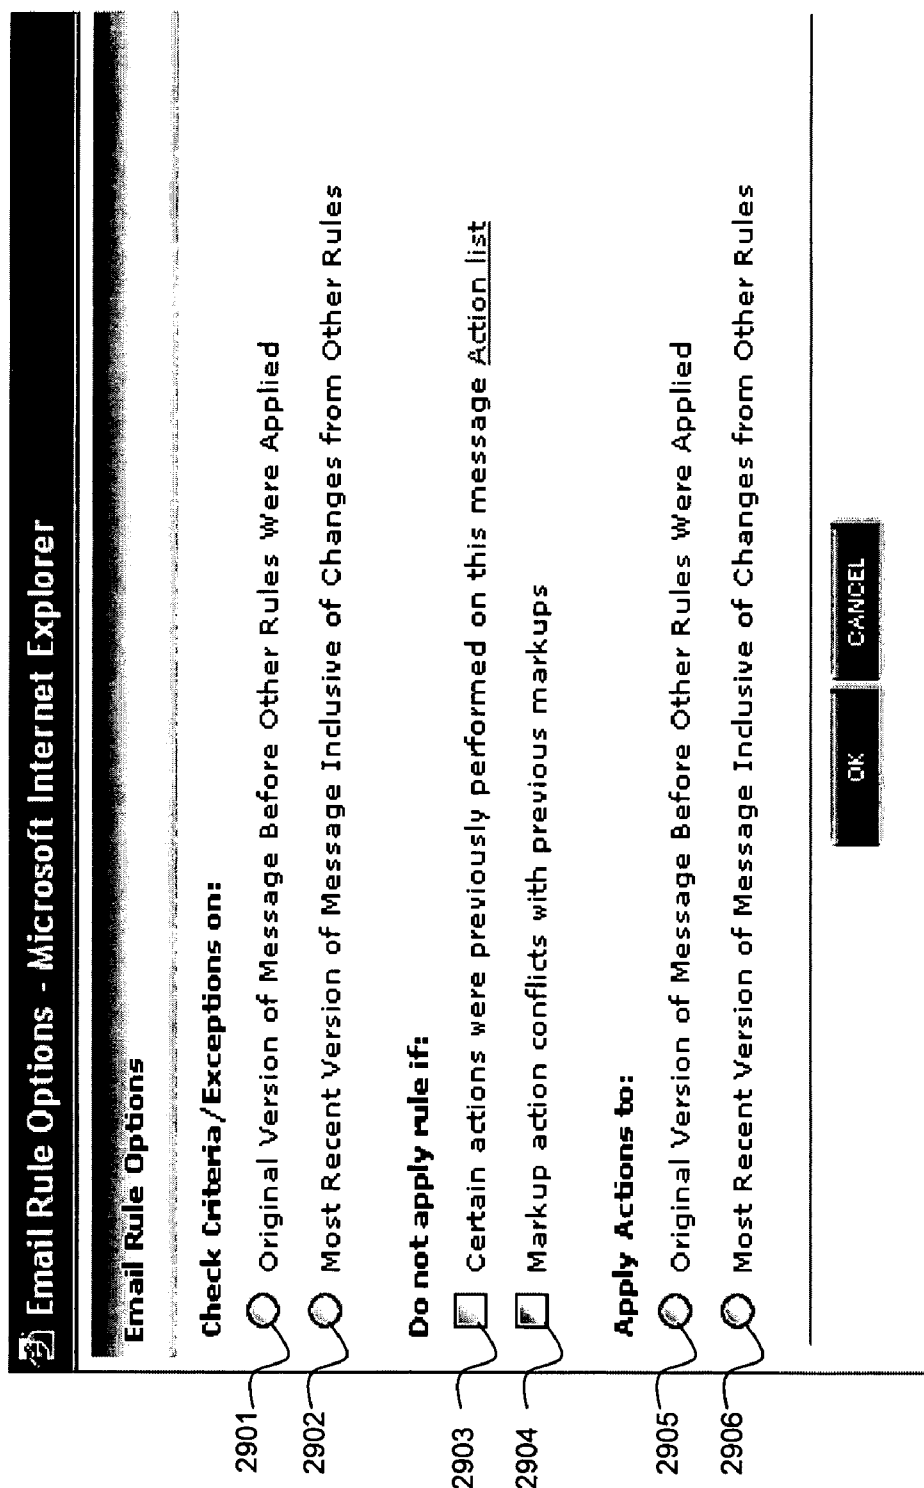 Email Rule Options - Microsoft Internet Explorer
Email Rule Options
Check Criteria/Exceptions on:
2901 Original Version of Message Before Other Rules Were Applied
2902 Most Recent Version of Message Inclusive of Changes from Other Rules
Do not apply rule if:
2903 Certain actions were previously performed on this message Action list
2904 Markup action conflicts with previous markups
Apply Actions to:
2905 Original Version of Message Before Other Rules Were Applied
2906 Most Recent Version of Message Inclusive of Changes from Other Rules
OK CANCEL